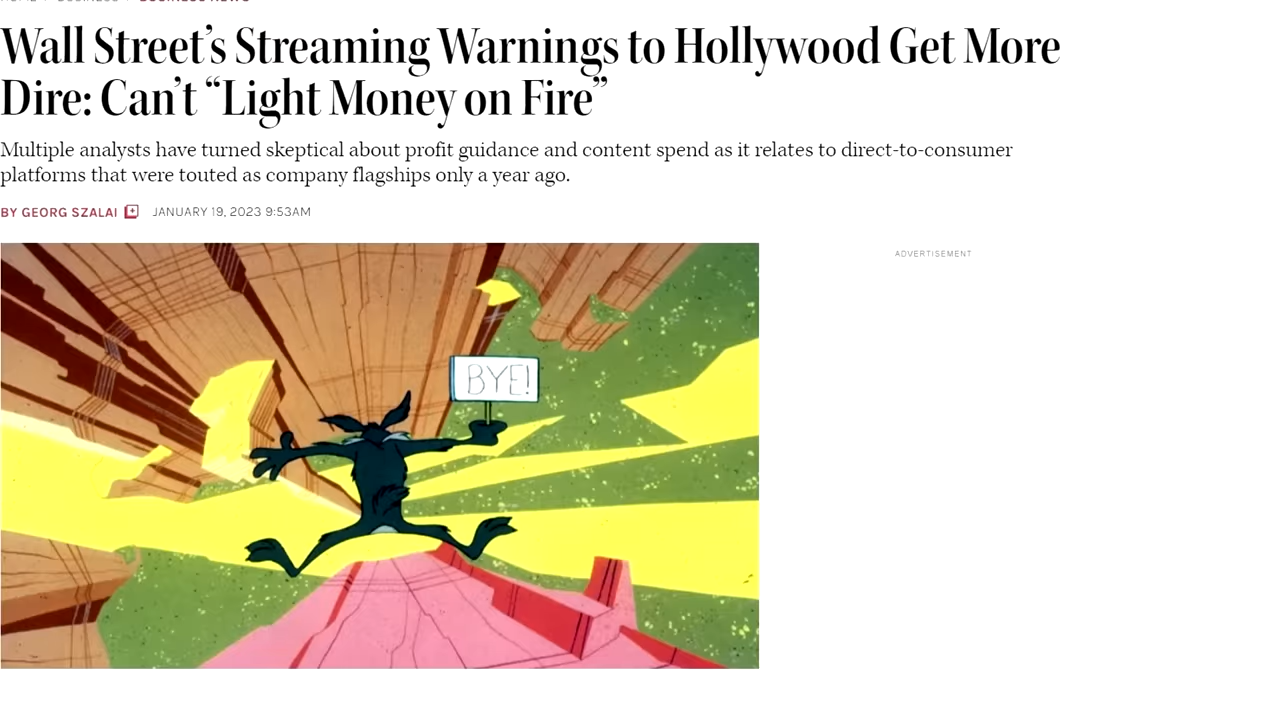 Wall Street’s Streaming Warnings to Hollywood Get More
Dire: Can’t “Light Money on Fire”
Multiple analysts have turned skeptical about profit guidance and content spend as it relates to direct-to-consumer
platforms that were touted as company flagships only a year ago.
BY GEORG SZALAI JANUARY 19, 2023 9:53AM
ADVERTISEMENT
BYE!